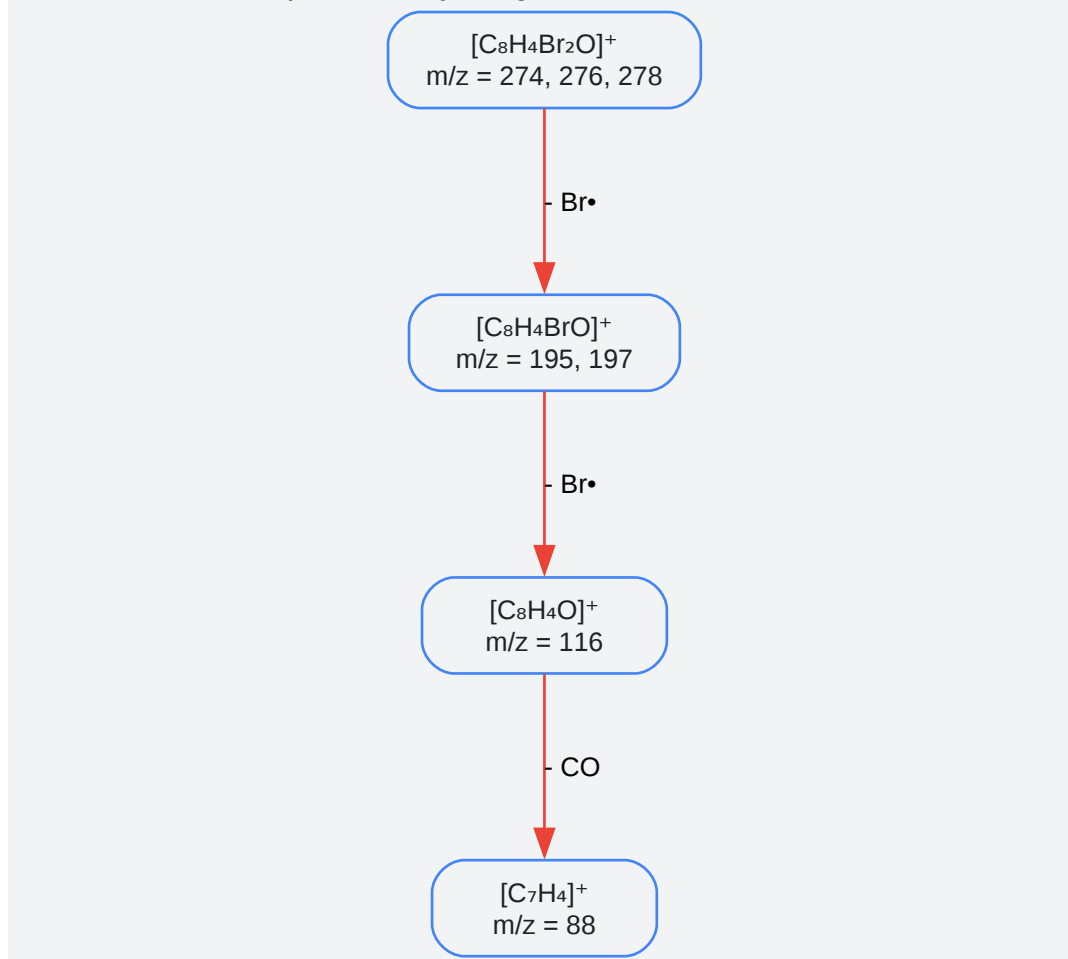 [C₈H₄Br₂O]⁺
m/z = 274, 276, 278
- Br•
[C₈H₄BrO]⁺
m/z = 195, 197
- Br•
[C₈H₄O]⁺
m/z = 116
- CO
[C₇H₄]⁺
m/z = 88